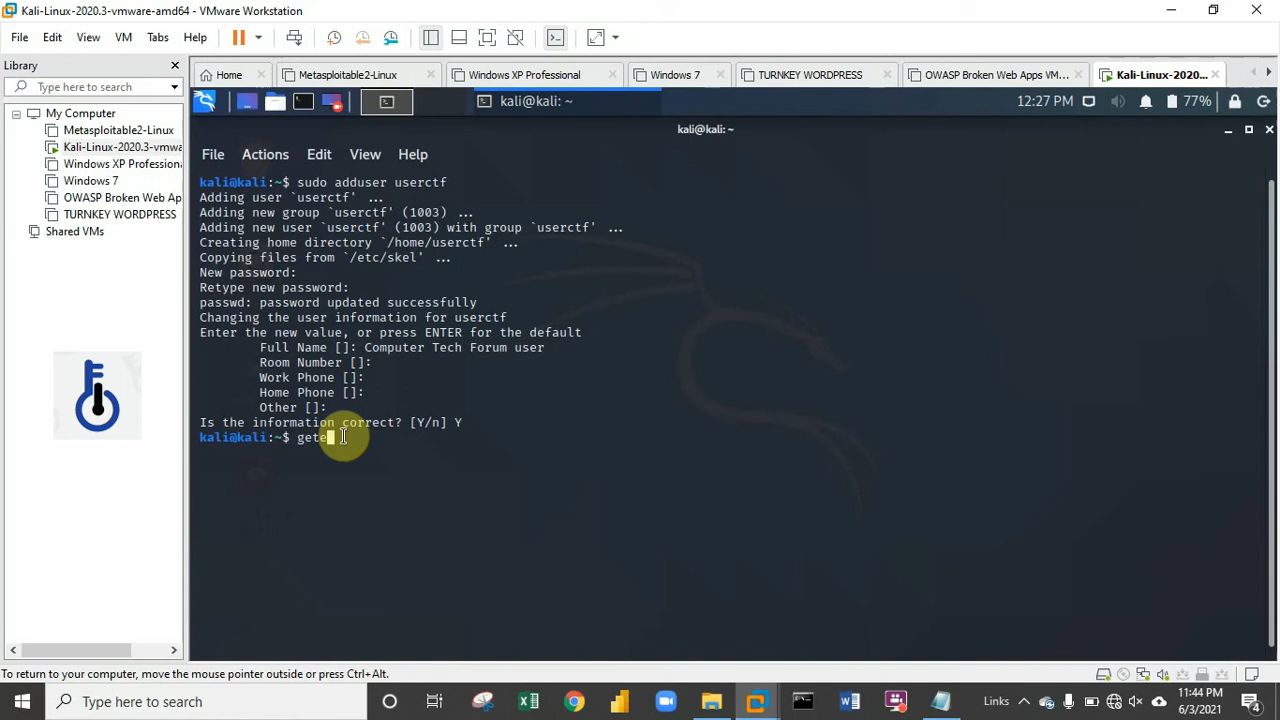 Kali-Linux-2020.3-vmware-amd64 - VMware Workstation
File Edit View VM Tabs Help
Library
Type here to search
My Computer
Metasploitable2-Linux
Kali-Linux-2020.3-vmwa
Windows XP Professiona
Windows 7
OWASP Broken Web Ap
TURNKEY WORDPRESS
Shared VMs
Home Metasploitable2-Linux Windows XP Professional Windows 7 TURNKEY WORDPRESS OWASP Broken Web Apps VM... Kali-Linux-2020...
kali@kali: ~ 12:27 PM 77%
kali@kali: ~
File Actions Edit View Help
kali@kali:~$ sudo adduser userctf
Adding user `userctf' ...
Adding new group `userctf' (1003) ...
Adding new user `userctf' (1003) with group `userctf' ...
Creating home directory `/home/userctf' ...
Copying files from `/etc/skel' ...
New password:
Retype new password:
passwd: password updated successfully
Changing the user information for userctf
Enter the new value, or press ENTER for the default
Full Name []: Computer Tech Forum user
Room Number []:
Work Phone []:
Home Phone []:
Other []:
Is the information correct? [Y/n] Y
kali@kali:~$ gete
To return to your computer, move the mouse pointer outside or press Ctrl+Alt.
Type here to search
Links
11:44 PM
6/3/2021
4